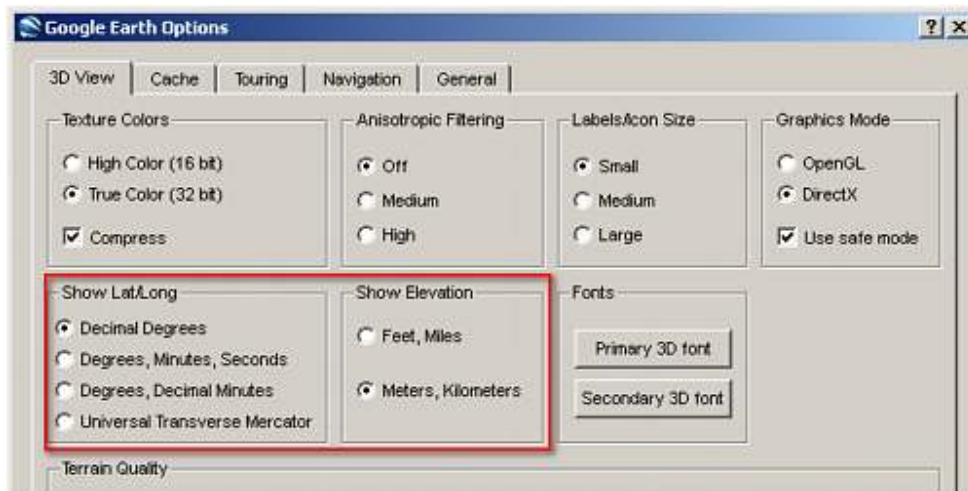 Google Earth Options
3D View Cache Touring Navigation General
Texture Colors
High Color (16 bit)
True Color (32 bit)
Compress
Anisotropic Filtering
Off
Medium
High
Labels/Icon Size
Small
Medium
Large
Graphics Mode
OpenGL
DirectX
Use safe mode
Show Lat/Long
Decimal Degrees
Degrees, Minutes, Seconds
Degrees, Decimal Minutes
Universal Transverse Mercator
Show Elevation
Feet, Miles
Meters, Kilometers
Fonts
Primary 3D font
Secondary 3D font
Terrain Quality